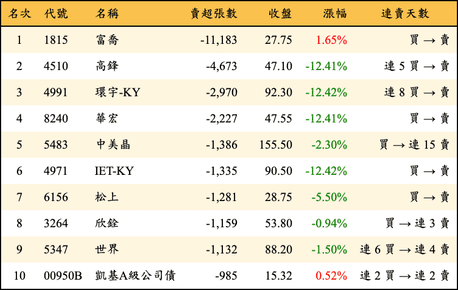 名次 代號 名稱 賣超張數 收盤 漲幅 連賣天數
1 1815 富喬 -11,183 27.75 1.65% 買 → 賣
2 4510 高鋒 -4,673 47.10 -12.41% 連 5 買 → 賣
3 4991 環宇-KY -2,970 92.30 -12.42% 連 8 買 → 賣
4 8240 華宏 -2,227 47.55 -12.41% 買 → 賣
5 5483 中美晶 -1,386 155.50 -2.30% 買 → 連 15 賣
6 4971 IET-KY -1,335 90.50 -12.42% 買 → 賣
7 6156 松上 -1,281 28.75 -5.50% 買 → 賣
8 3264 欣銓 -1,159 53.80 -0.94% 買 → 連 3 賣
9 5347 世界 -1,132 88.20 -1.50% 連 6 買 → 連 4 賣
10 00950B 凱基A級公司債 -985 15.32 0.52% 連 2 買 → 連 2 賣